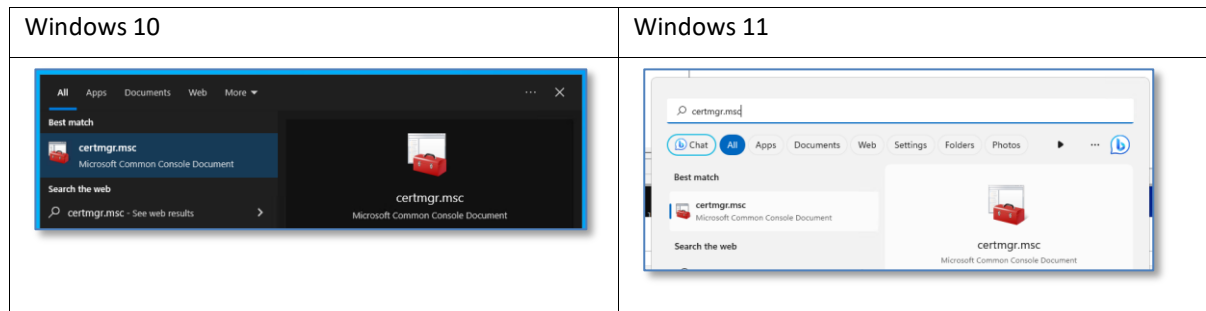 Windows 10
Windows 11
All Apps Documents Web More
Best match
certmgr.msc
Microsoft Common Console Document
Search the web
certmgr.msc - See web results
certmgr.msc
Microsoft Common Console Document
certmgr.msc
Chat All Apps Documents Web Settings Folders Photos
Best match
certmgr.msc
Microsoft Common Console Document
Search the web
certmgr.msc
Microsoft Common Console Document